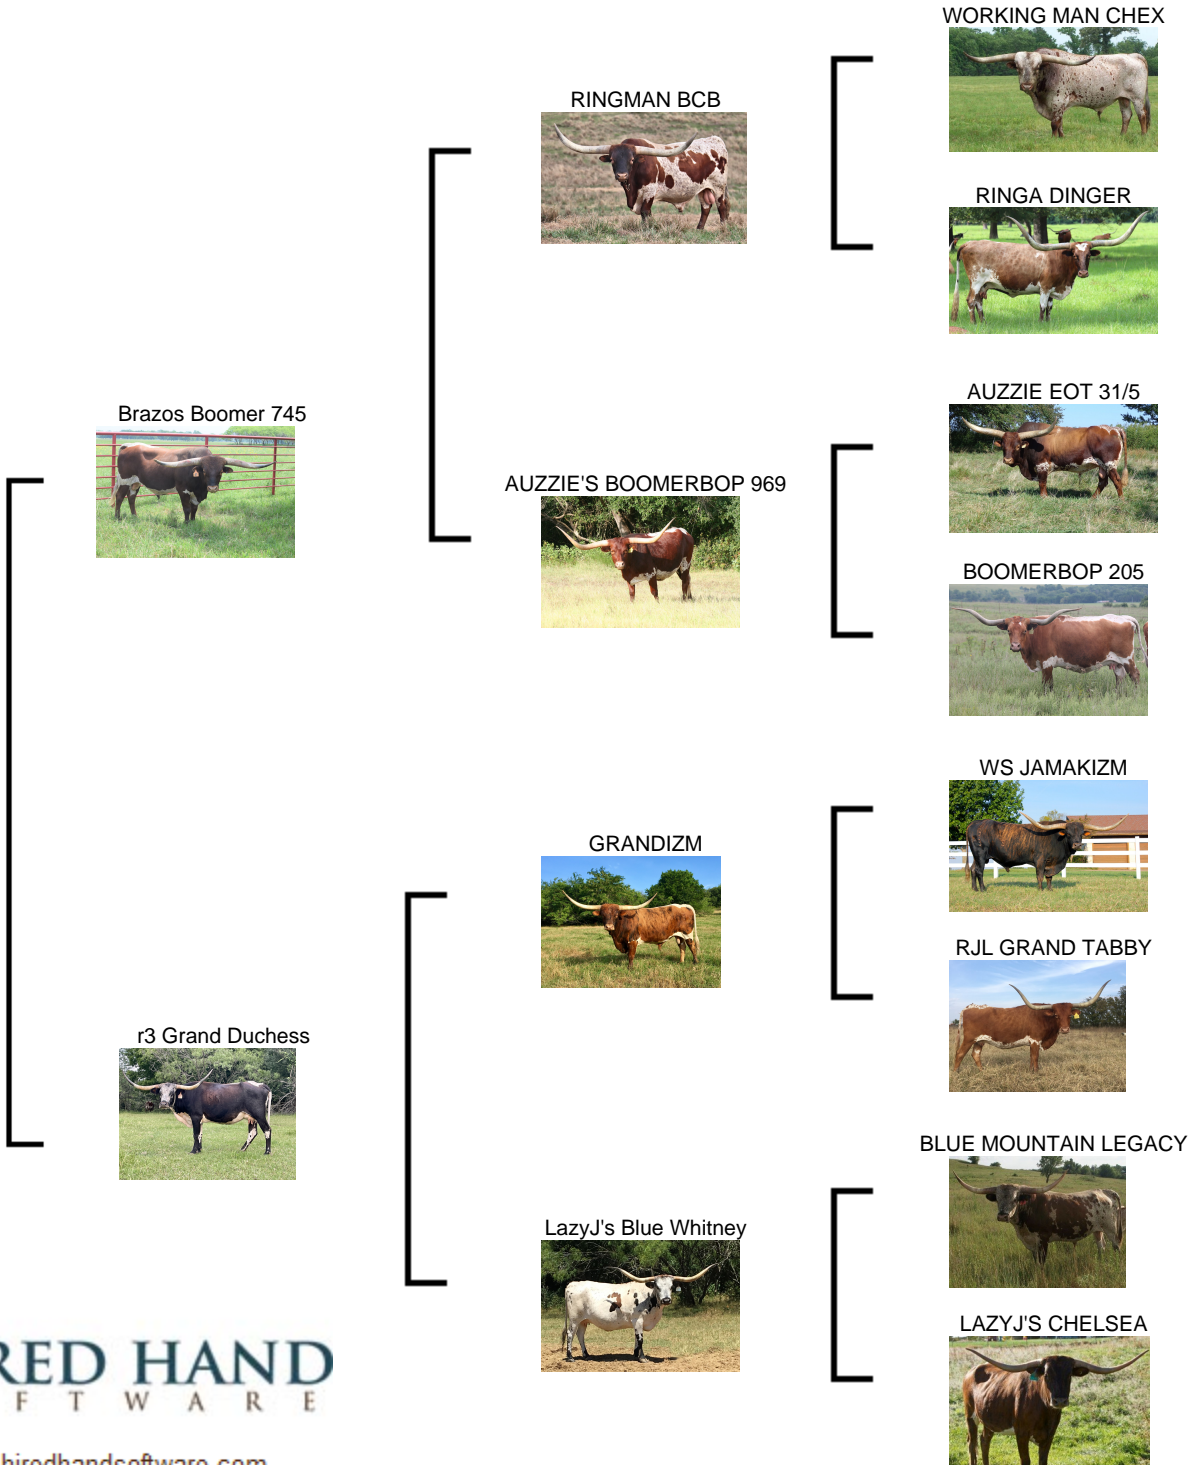 WORKING MAN CHEX
RINGMAN BCB
RINGA DINGER
AUZZIE EOT 31/5
Brazos Boomer 745
AUZZIE'S BOOMERBOP 969
BOOMERBOP 205
WS JAMAKIZM
GRANDIZM
RJL GRAND TABBY
r3 Grand Duchess
BLUE MOUNTAIN LEGACY
LazyJ's Blue Whitney
LAZYJ'S CHELSEA
RED HAND
F T W A R E
hiredhandsoftware.com